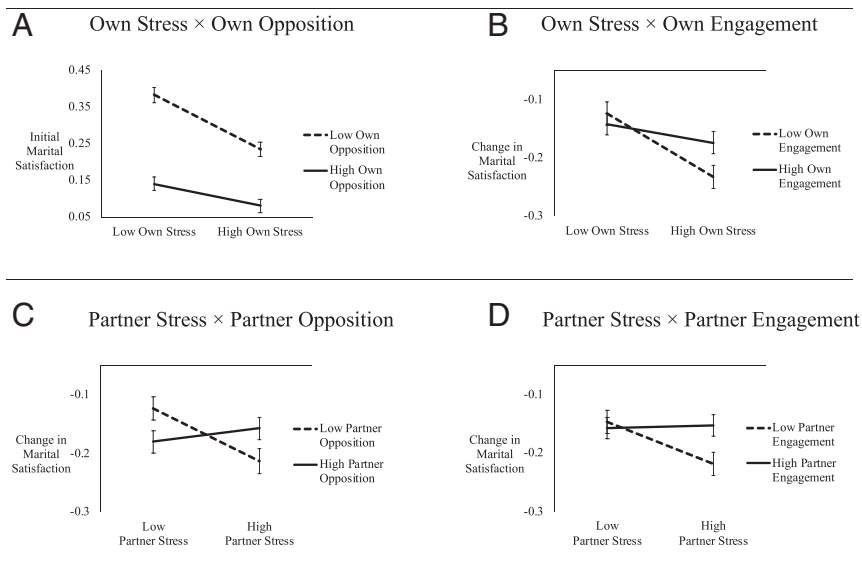 A
Own Stress × Own Opposition
0.45
0.35
0.25
0.15
0.05
Initial
Marital
Satisfaction
Low Own Stress
High Own Stress
Low Own
Opposition
High Own
Opposition
B
Own Stress × Own Engagement
-0.1
-0.2
-0.3
Change in
Marital
Satisfaction
Low Own Stress
High Own Stress
Low Own
Engagement
High Own
Engagement
C
Partner Stress × Partner Opposition
-0.1
-0.2
-0.3
Change in
Marital
Satisfaction
Low
Partner Stress
High
Partner Stress
Low Partner
Opposition
High Partner
Opposition
D
Partner Stress × Partner Engagement
-0.1
-0.2
-0.3
Change in
Marital
Satisfaction
Low
Partner Stress
High
Partner Stress
Low Partner
Engagement
High Partner
Engagement